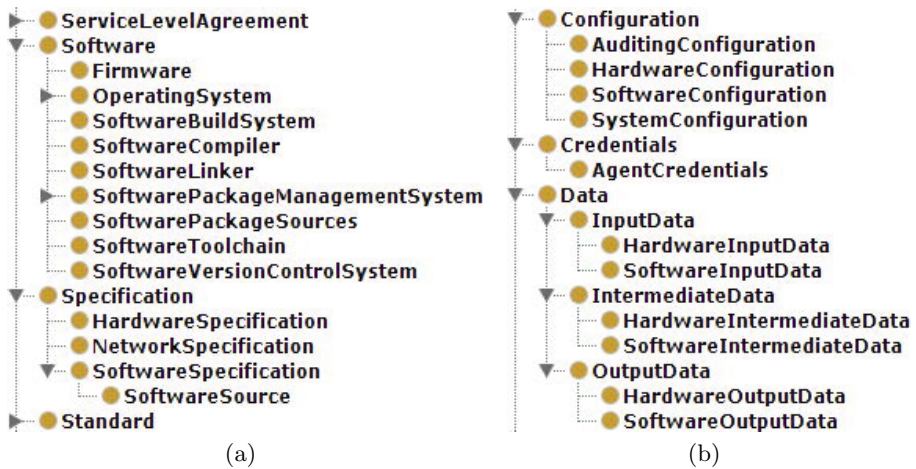 ServiceLevelAgreement
Software
Firmware
OperatingSystem
SoftwareBuildSystem
SoftwareCompiler
SoftwareLinker
SoftwarePackageManagementSystem
SoftwarePackageSources
SoftwareToolchain
SoftwareVersionControlSystem
Specification
HardwareSpecification
NetworkSpecification
SoftwareSpecification
SoftwareSource
Standard
(a)
Configuration
AuditingConfiguration
HardwareConfiguration
SoftwareConfiguration
SystemConfiguration
Credentials
AgentCredentials
Data
InputData
HardwareInputData
SoftwareInputData
IntermediateData
HardwareIntermediateData
SoftwareIntermediateData
OutputData
HardwareOutputData
SoftwareOutputData
(b)